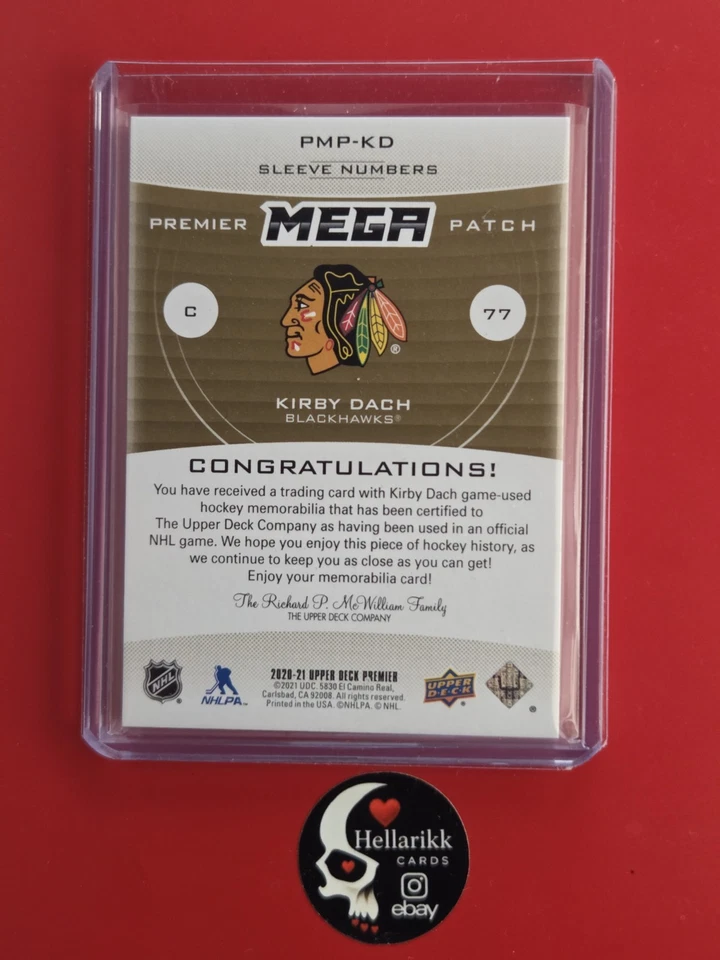 PMP-KD
SLEEVE NUMBERS
PREMIER MEGA PATCH
C
77
®
KIRBY DACH
BLACKHAWKS®
CONGRATULATIONS!
You have received a trading card with Kirby Dach game-used
hockey memorabilia that has been certified to
The Upper Deck Company as having been used in an official
NHL game. We hope you enjoy this piece of hockey history, as
we continue to keep you as close as you can get!
Enjoy your memorabilia card!
The Richard P. McWilliam Family
THE UPPER DECK COMPANY
NHL
NHLPA
2020-21 UPPER DECK PREMIER
©2021 UDC. 5830 El Camino Real,
Carlsbad, CA 92008. All rights reserved.
Printed in the USA. ©NHLPA. © NHL.
UPPER
DECK
®
Hellarikk
CARDS
ebay